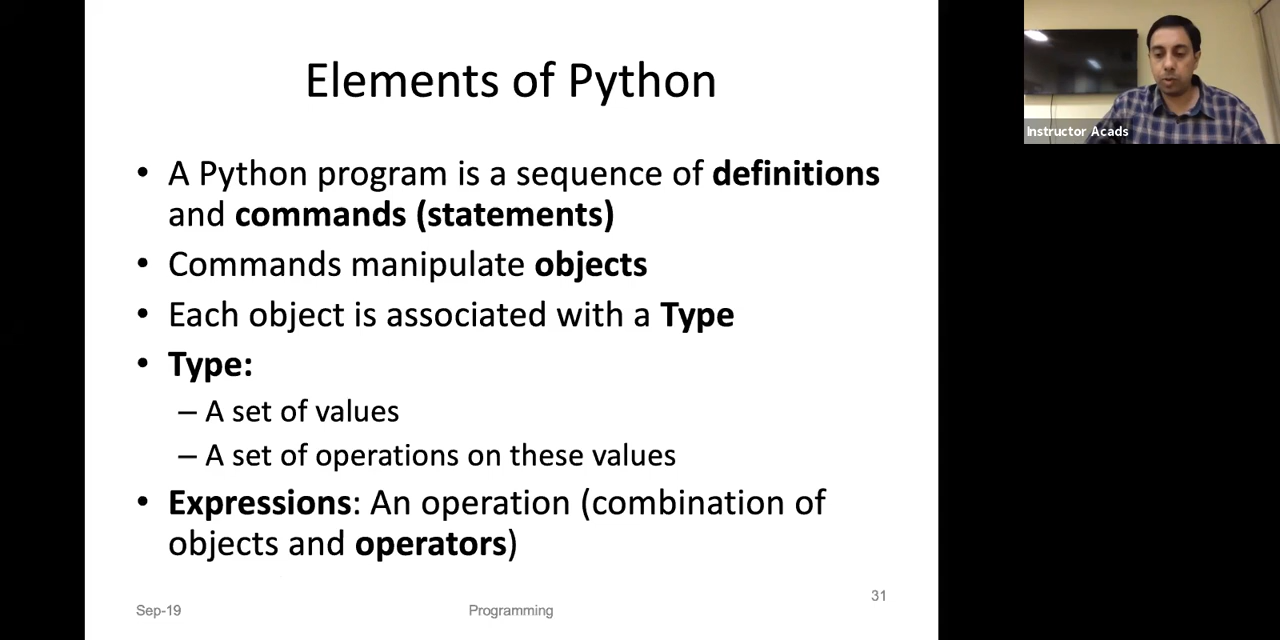 Elements of Python
• A Python program is a sequence of definitions
and commands (statements)
• Commands manipulate objects
• Each object is associated with a Type
• Type:
– A set of values
– A set of operations on these values
• Expressions: An operation (combination of
objects and operators)
Sep-19
Programming
31
Instructor Acads